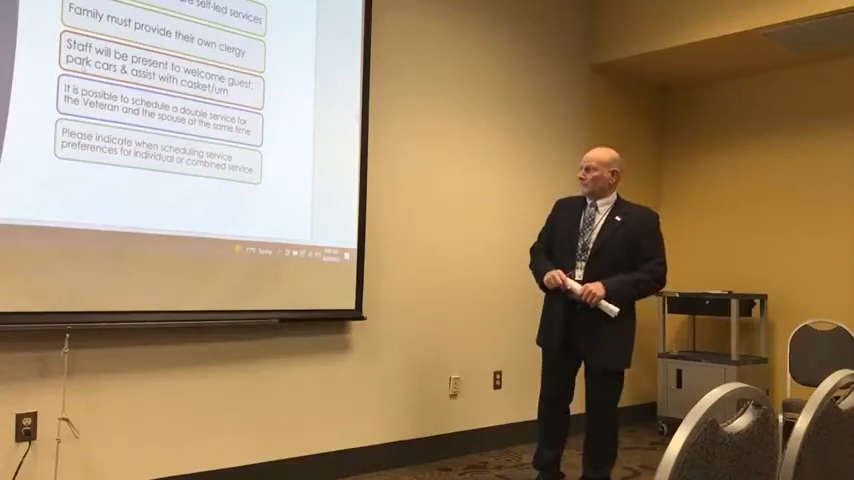 are self-led services
Family must provide their own clergy
Staff will be present to welcome guest,
park cars & assist with casket/urn
It is possible to schedule a double service for
the Veteran and the spouse at the same time
Please indicate when scheduling service
preferences for individual or combined service